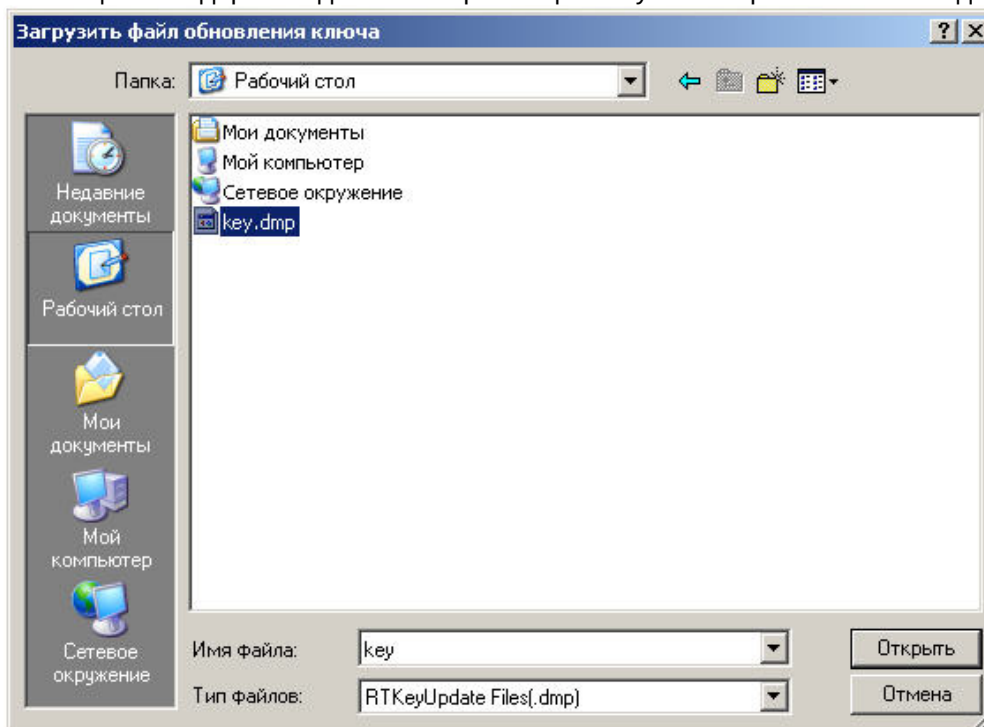 Загрузить файл обновления ключа
Папка:
Рабочий стол
Мои документы
Мой компьютер
Сетевое окружение
key.dmp
Недавние
документы
Рабочий стол
Мои
документы
Мой
компьютер
Сетевое
окружение
Имя файла:
key
Открыть
Тип файлов:
RTKeyUpdate Files(.dmp)
Отмена